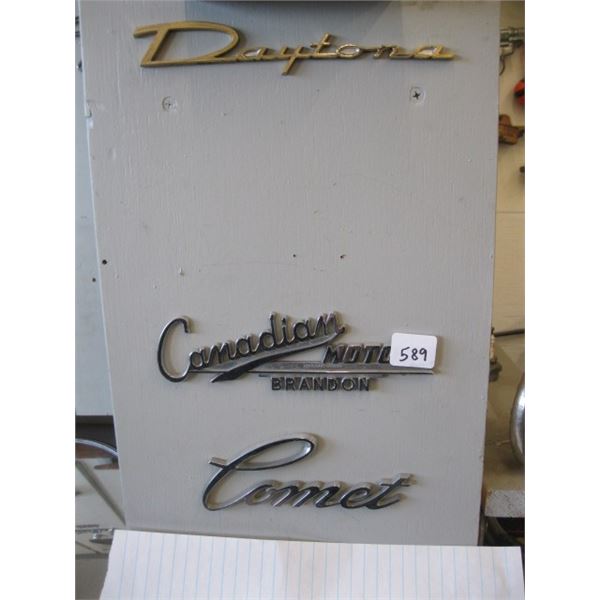 Daytona
Canadian
MOTO
589
BRANDON
Comet